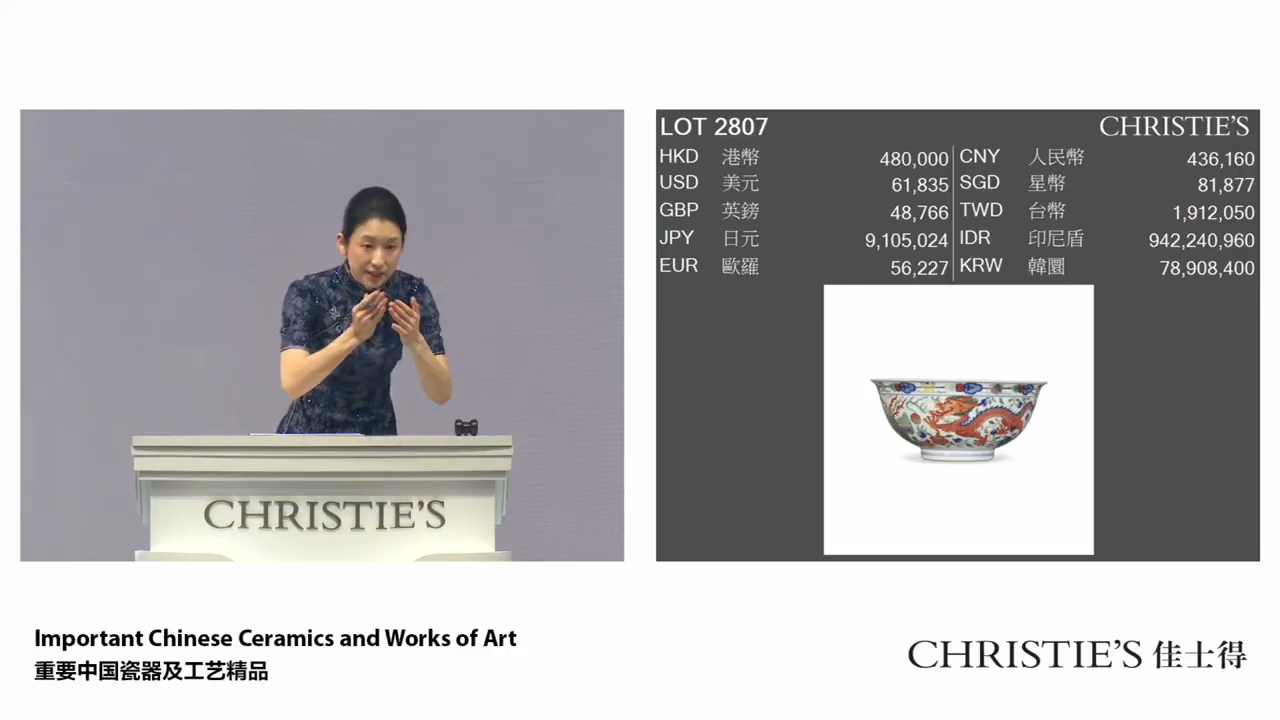 CHRISTIE'S
LOT 2807 CHRISTIE'S
HKD 港幣 480,000 CNY 人民幣 436,160
USD 美元 61,835 SGD 星幣 81,877
GBP 英鎊 48,766 TWD 台幣 1,912,050
JPY 日元 9,105,024 IDR 印尼盾 942,240,960
EUR 歐羅 56,227 KRW 韓圜 78,908,400
Important Chinese Ceramics and Works of Art
重要中国瓷器及工艺精品
CHRISTIE'S 佳士得